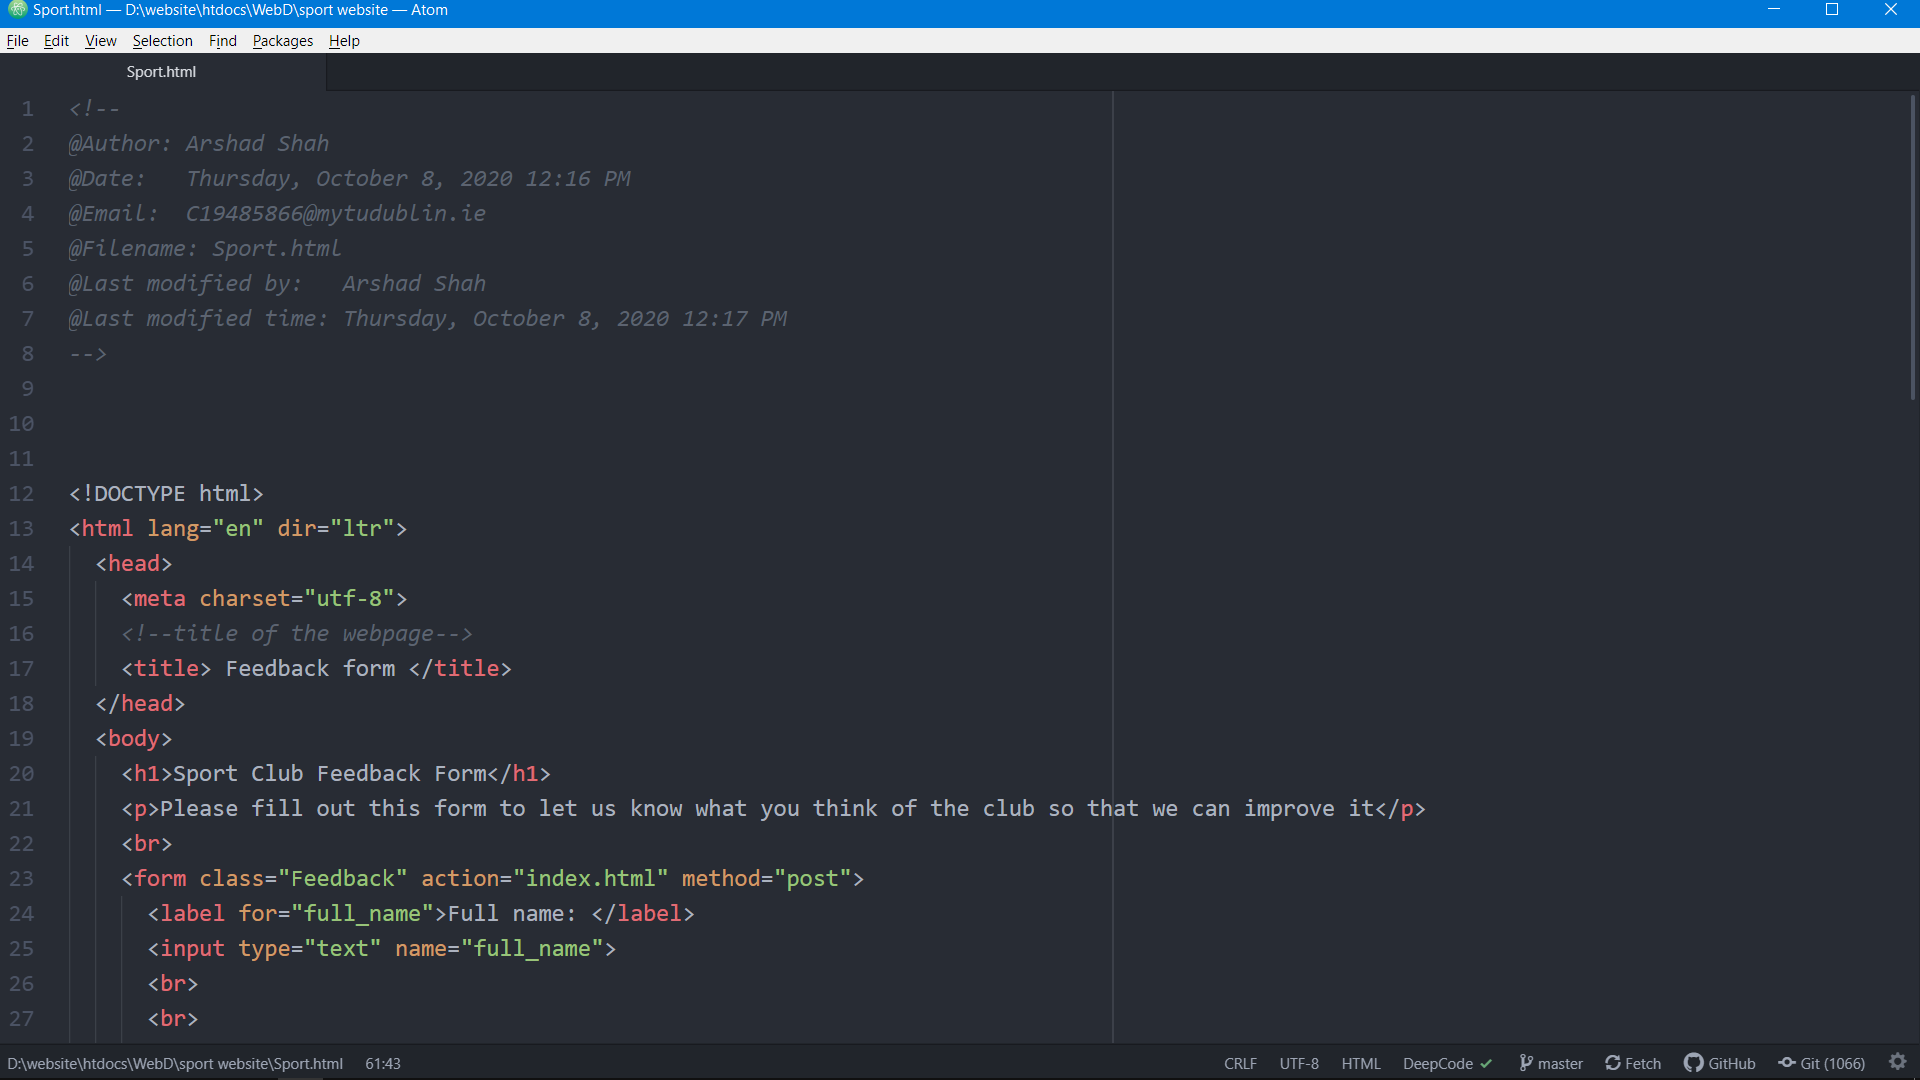 Sport.html — D:\website\htdocs\WebD\sport website — Atom
File Edit View Selection Find Packages Help
Sport.html
1 <!--
2 @Author: Arshad Shah
3 @Date:   Thursday, October 8, 2020 12:16 PM
4 @Email:  C19485866@mytudublin.ie
5 @Filename: Sport.html
6 @Last modified by:   Arshad Shah
7 @Last modified time: Thursday, October 8, 2020 12:17 PM
8 -->
9
10
11
12 <!DOCTYPE html>
13 <html lang="en" dir="ltr">
14   <head>
15     <meta charset="utf-8">
16     <!--title of the webpage-->
17     <title> Feedback form </title>
18   </head>
19   <body>
20     <h1>Sport Club Feedback Form</h1>
21     <p>Please fill out this form to let us know what you think of the club so that we can improve it</p>
22     <br>
23     <form class="Feedback" action="index.html" method="post">
24       <label for="full_name">Full name: </label>
25       <input type="text" name="full_name">
26       <br>
27       <br>
D:\website\htdocs\WebD\sport website\Sport.html 61:43 CRLF UTF-8 HTML DeepCode master Fetch GitHub Git (1066)